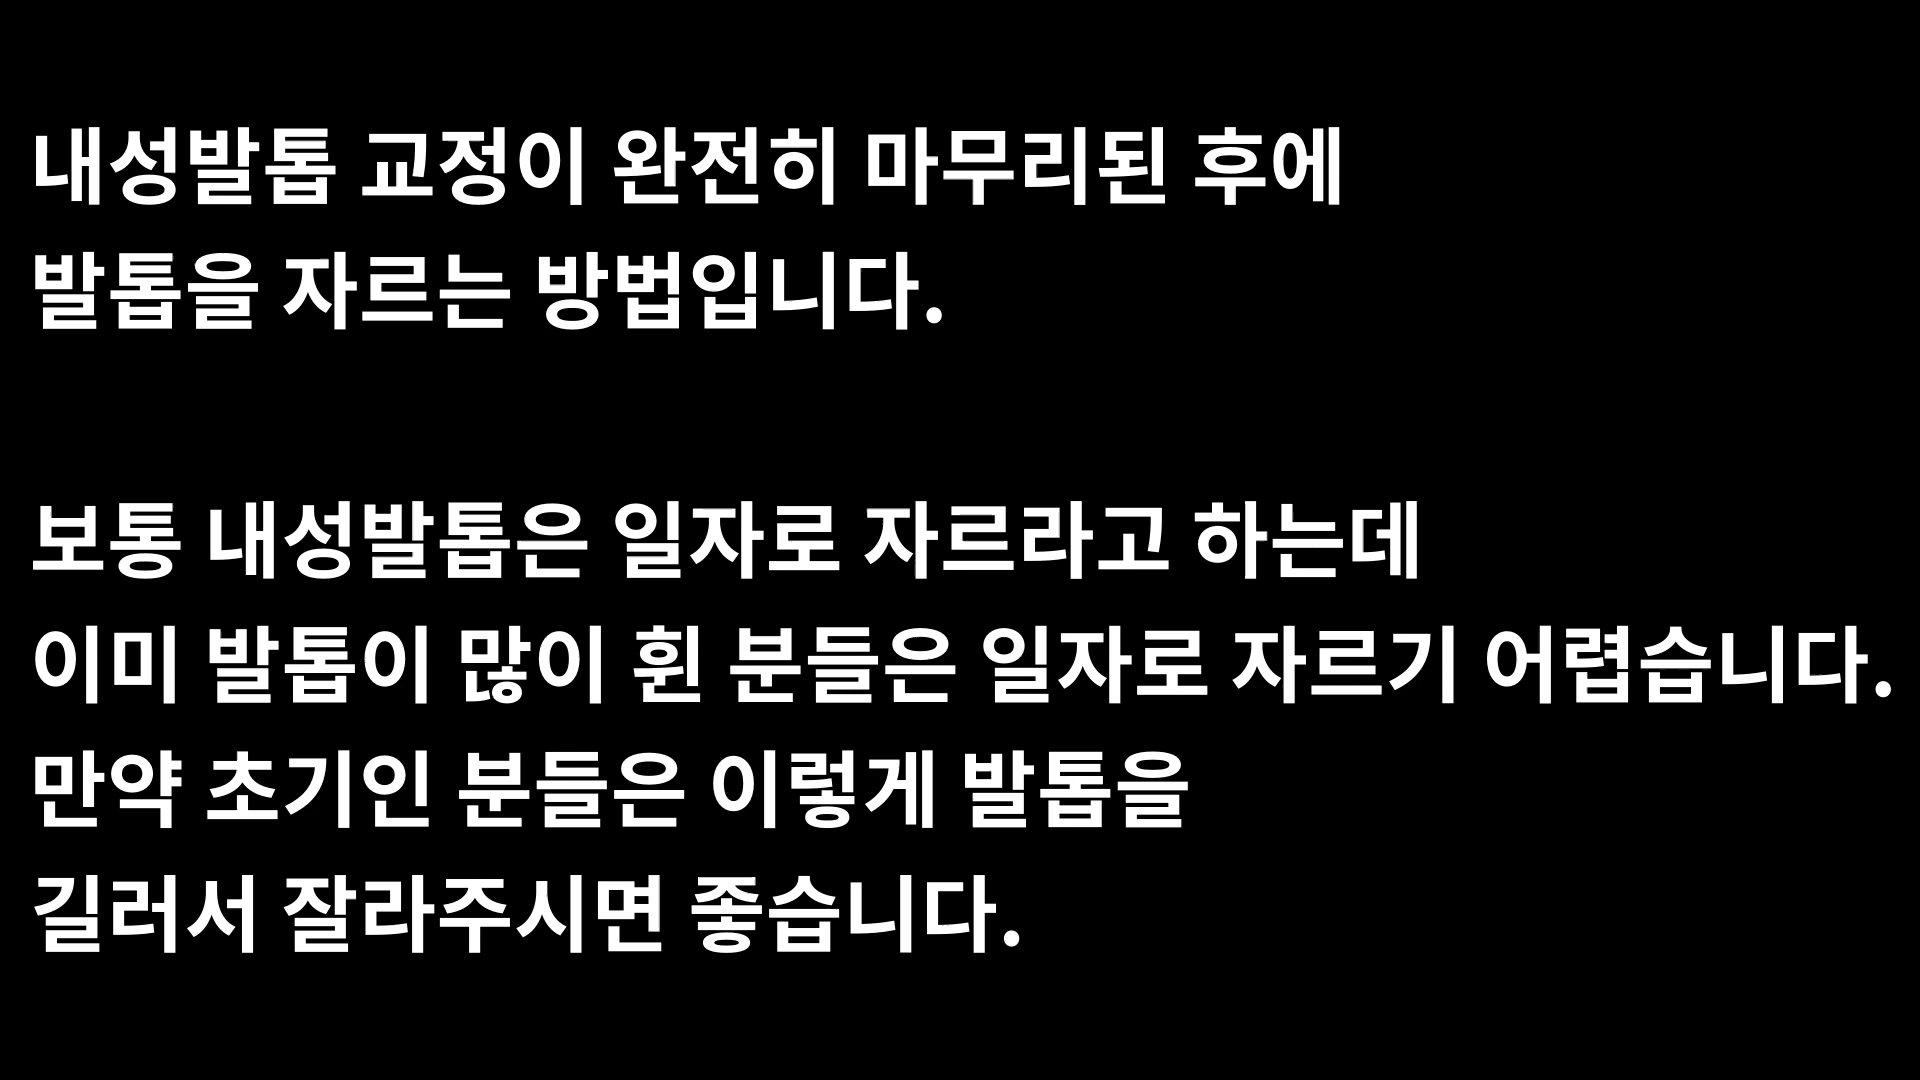 내성발톱 교정이 완전히 마무리된 후에
발톱을 자르는 방법입니다.
보통 내성발톱은 일자로 자르라고 하는데
이미 발톱이 많이 휜 분들은 일자로 자르기 어렵습니다.
만약 초기인 분들은 이렇게 발톱을
길러서 잘라주시면 좋습니다.